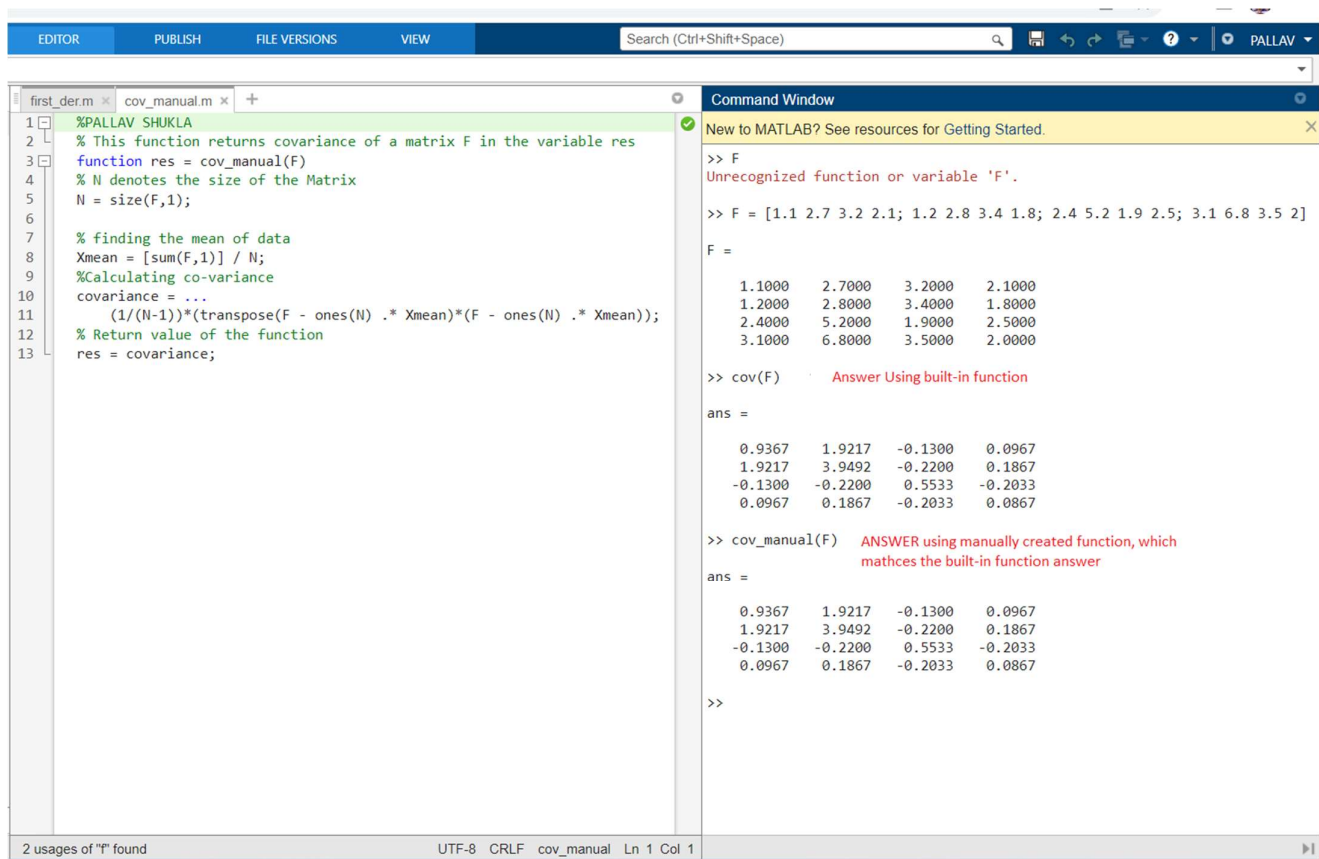 EDITOR PUBLISH FILE VERSIONS VIEW Search (Ctrl+Shift+Space) PALLAV
first_der.m × cov_manual.m × +
1 %PALLAV SHUKLA
2 % This function returns covariance of a matrix F in the variable res
3 function res = cov_manual(F)
4 % N denotes the size of the Matrix
5 N = size(F,1);
6
7 % finding the mean of data
8 Xmean = [sum(F,1)] / N;
9 %Calculating co-variance
10 covariance = ...
11 (1/(N-1))*(transpose(F - ones(N) .* Xmean)*(F - ones(N) .* Xmean));
12 % Return value of the function
13 res = covariance;
2 usages of "f" found UTF-8 CRLF cov_manual Ln 1 Col 1
Command Window
New to MATLAB? See resources for Getting Started.
>> F
Unrecognized function or variable 'F'.
>> F = [1.1 2.7 3.2 2.1; 1.2 2.8 3.4 1.8; 2.4 5.2 1.9 2.5; 3.1 6.8 3.5 2]
F =
1.1000 2.7000 3.2000 2.1000
1.2000 2.8000 3.4000 1.8000
2.4000 5.2000 1.9000 2.5000
3.1000 6.8000 3.5000 2.0000
>> cov(F) Answer Using built-in function
ans =
0.9367 1.9217 -0.1300 0.0967
1.9217 3.9492 -0.2200 0.1867
-0.1300 -0.2200 0.5533 -0.2033
0.0967 0.1867 -0.2033 0.0867
>> cov_manual(F) ANSWER using manually created function, which
mathces the built-in function answer
ans =
0.9367 1.9217 -0.1300 0.0967
1.9217 3.9492 -0.2200 0.1867
-0.1300 -0.2200 0.5533 -0.2033
0.0967 0.1867 -0.2033 0.0867
>>